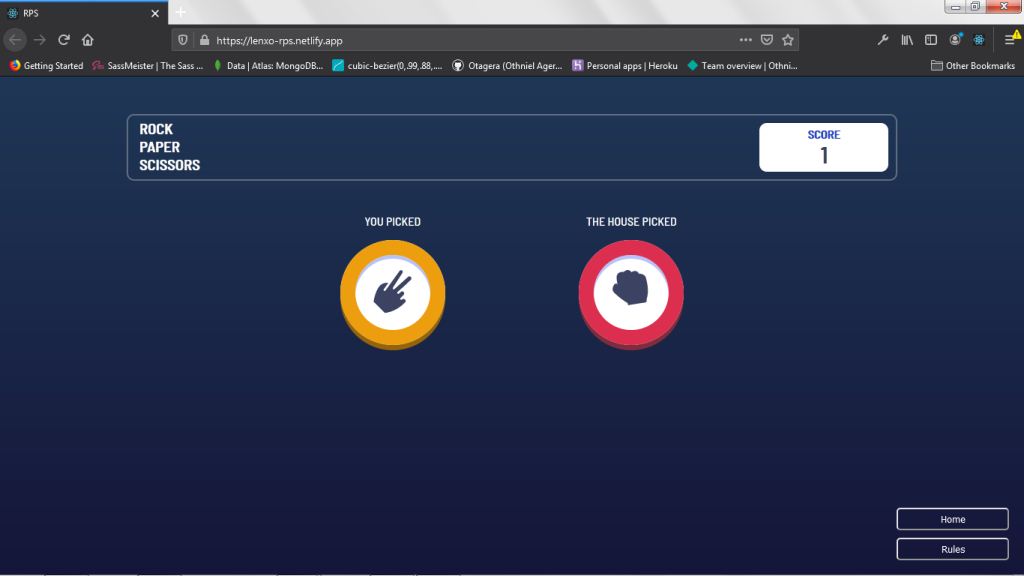 RPS
https://lenxo-rps.netlify.app
Getting Started
SassMeister | The Sass ...
Data | Atlas: MongoDB...
cubic-bezier(0,.99,.88,....
Otagera (Othniel Ager...
Personal apps | Heroku
Team overview | Othni...
Other Bookmarks
ROCK
PAPER
SCISSORS
SCORE
1
YOU PICKED
THE HOUSE PICKED
Home
Rules